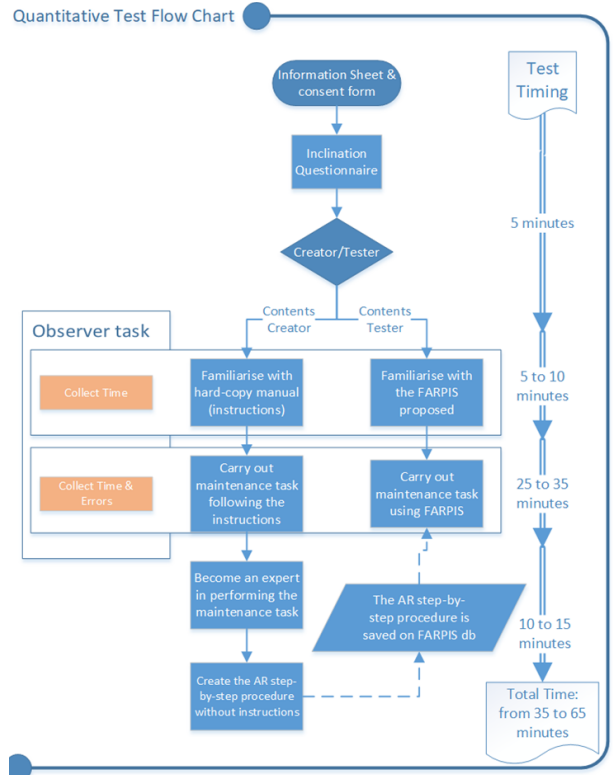 Quantitative Test Flow Chart
Information Sheet &
consent form
Test
Timing
Inclination
Questionnaire
5 minutes
Creator/Tester
Contents
Creator
Contents
Tester
Observer task
Collect Time
Familiarise with
hard-copy manual
(instructions)
Familiarise with
the FARPIS
proposed
5 to 10
minutes
Collect Time &
Errors
Carry out
maintenance task
following the
instructions
Carry out
maintenance task
using FARPIS
25 to 35
minutes
Become an expert
in performing the
maintenance task
The AR step-by-
step procedure is
saved on FARPIS db
10 to 15
minutes
Create the AR step-
by-step procedure
without instructions
Total Time:
from 35 to 65
minutes